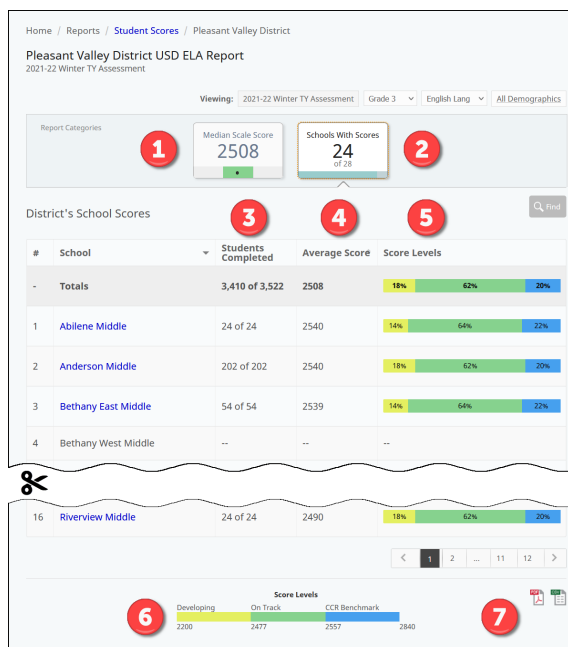 Home / Reports / Student Scores / Pleasant Valley District
Pleasant Valley District USD ELA Report
2021-22 Winter TY Assessment
Viewing: 2021-22 Winter TY Assessment Grade 3 English Lang All Demographics
Report Categories
1
Median Scale Score
2508
Schools With Scores
24
of 28
2
District's School Scores
3
4
5
Find
# School Students Completed Average Score Score Levels
- Totals 3,410 of 3,522 2508 18% 62% 20%
1 Abilene Middle 24 of 24 2540 14% 64% 22%
2 Anderson Middle 202 of 202 2540 18% 62% 20%
3 Bethany East Middle 54 of 54 2539 14% 64% 22%
4 Bethany West Middle -- -- --
16 Riverview Middle 24 of 24 2490 18% 62% 20%
< 1 2 ... 11 12 >
Score Levels
6
Developing On Track CCR Benchmark
2200 2477 2557 2840
7